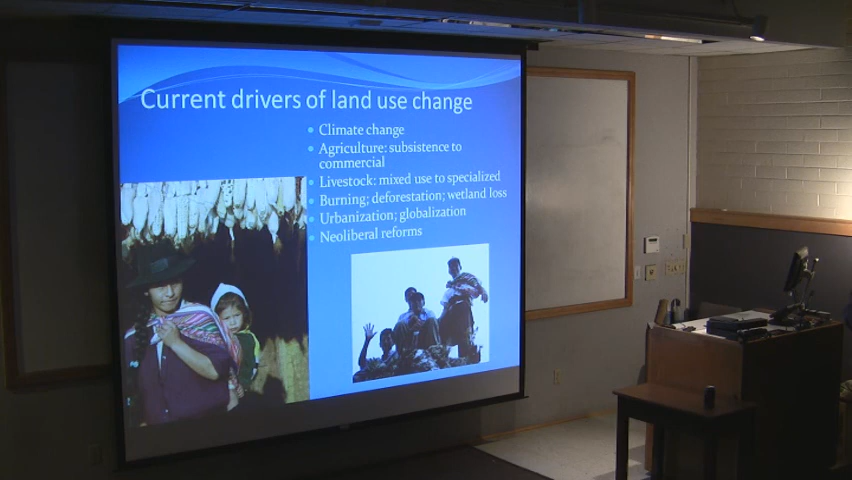 Current drivers of land use change
Climate change
Agriculture: subsistence to
commercial
Livestock: mixed use to specialized
Burning; deforestation; wetland loss
Urbanization; globalization
Neoliberal reforms